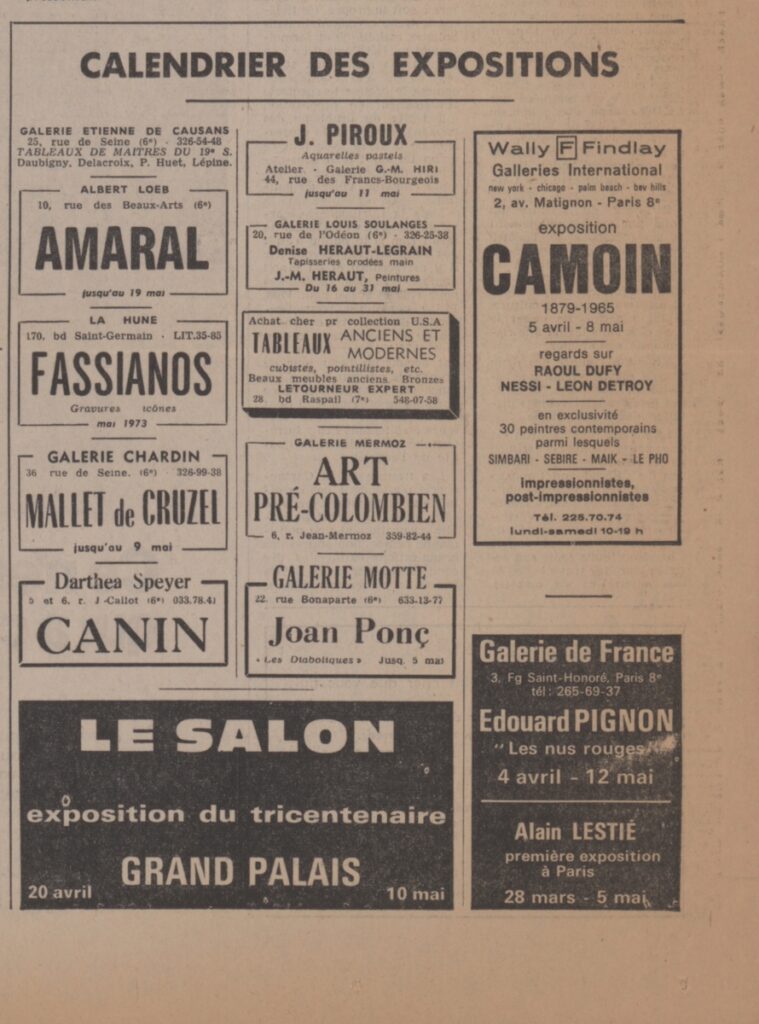 CALENDRIER DES EXPOSITIONS
GALERIE ETIENNE DE CAUSANS
25, rue de Seine (6e) · 326-54-48
TABLEAUX DE MAITRES DU 19e S.
Daubigny, Delacroix, P. Huet, Lépine.
ALBERT LOEB
10, rue des Beaux-Arts (6e)
AMARAL
jusqu'au 19 mai
LA HUNE
170, bd Saint-Germain · LIT.35-85
FASSIANOS
Gravures icônes
mai 1973
GALERIE CHARDIN
36 rue de Seine. (6e) · 326-99-38
MALLET de CRUZEL
jusqu'au 9 mai
Darthea Speyer
5 et 6, r. J-Callot (6e) 033.78.41
CANIN
J. PIROUX
Aquarelles pastels
Atelier - Galerie G.-M. HIRI
44, rue des Francs-Bourgeois
jusqu'au 11 mai
GALERIE LOUIS SOULANGES
20, rue de l'Odéon (6e) · 326-25-38
Denise HERAUT-LEGRAIN
Tapisseries brodées main
J.-M. HERAUT, Peintures
Du 16 au 31 mai
Achat cher pr collection U.S.A.
TABLEAUX ANCIENS ET
MODERNES
cubistes, pointillistes, etc.
Beaux meubles anciens. Bronzes
LETOURNEUR EXPERT
28 bd Raspail (7e) 548-07-58
GALERIE MERMOZ
ART
PRÉ-COLOMBIEN
6, r. Jean-Mermoz 359-82-44
GALERIE MOTTE
22, rue Bonaparte (6e) 633-13-77
Joan Ponç
« Les Diaboliques » Jusq. 5 mai
Wally F Findlay
Galleries International
new york - chicago - palm beach - bev hills
2, av. Matignon - Paris 8e
exposition
CAMOIN
1879-1965
5 avril - 8 mai
regards sur
RAOUL DUFY
NESSI - LEON DETROY
en exclusivité
30 peintres contemporains
parmi lesquels
SIMBARI - SEBIRE - MAIK - LE PHO
impressionnistes,
post-impressionnistes
Tél. 225.70.74
lundi-samedi 10-19 h
Galerie de France
3, Fg Saint-Honoré, Paris 8e
tél: 265-69-37
Edouard PIGNON
"Les nus rouges"
4 avril - 12 mai
Alain LESTIÉ
première exposition
à Paris
28 mars - 5 mai
LE SALON
exposition du tricentenaire
GRAND PALAIS
20 avril 10 mai